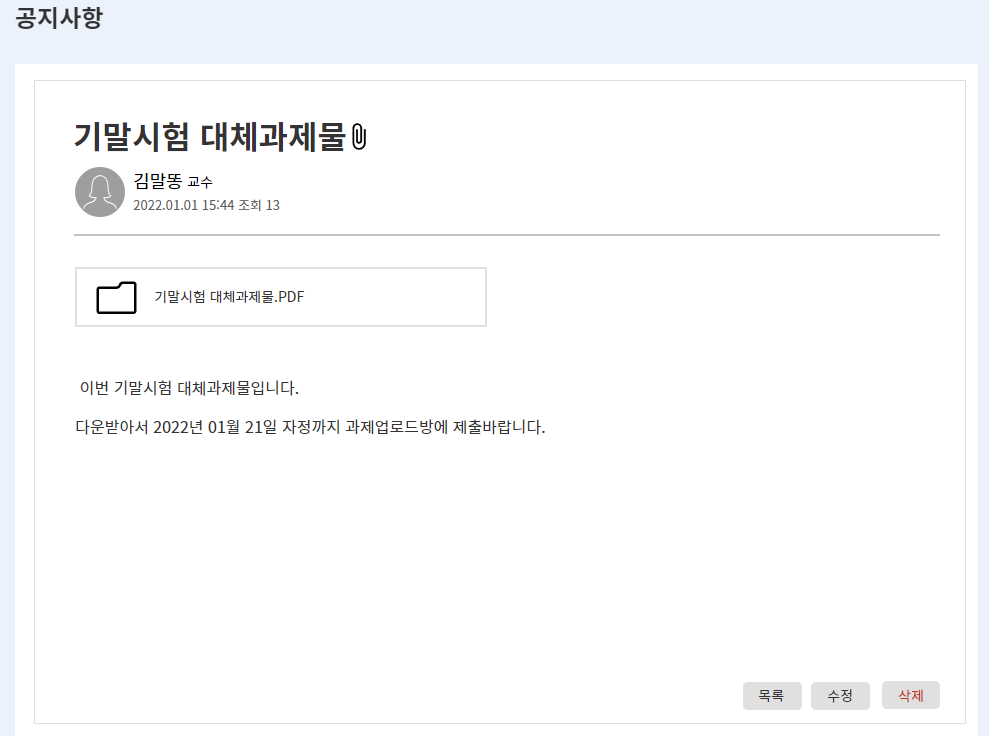 공지사항
기말시험 대체과제물
김말똥 교수
2022.01.01 15:44 조회 13
기말시험 대체과제물.PDF
이번 기말시험 대체과제물입니다.
다운받아서 2022년 01월 21일 자정까지 과제업로드방에 제출바랍니다.
목록 수정 삭제